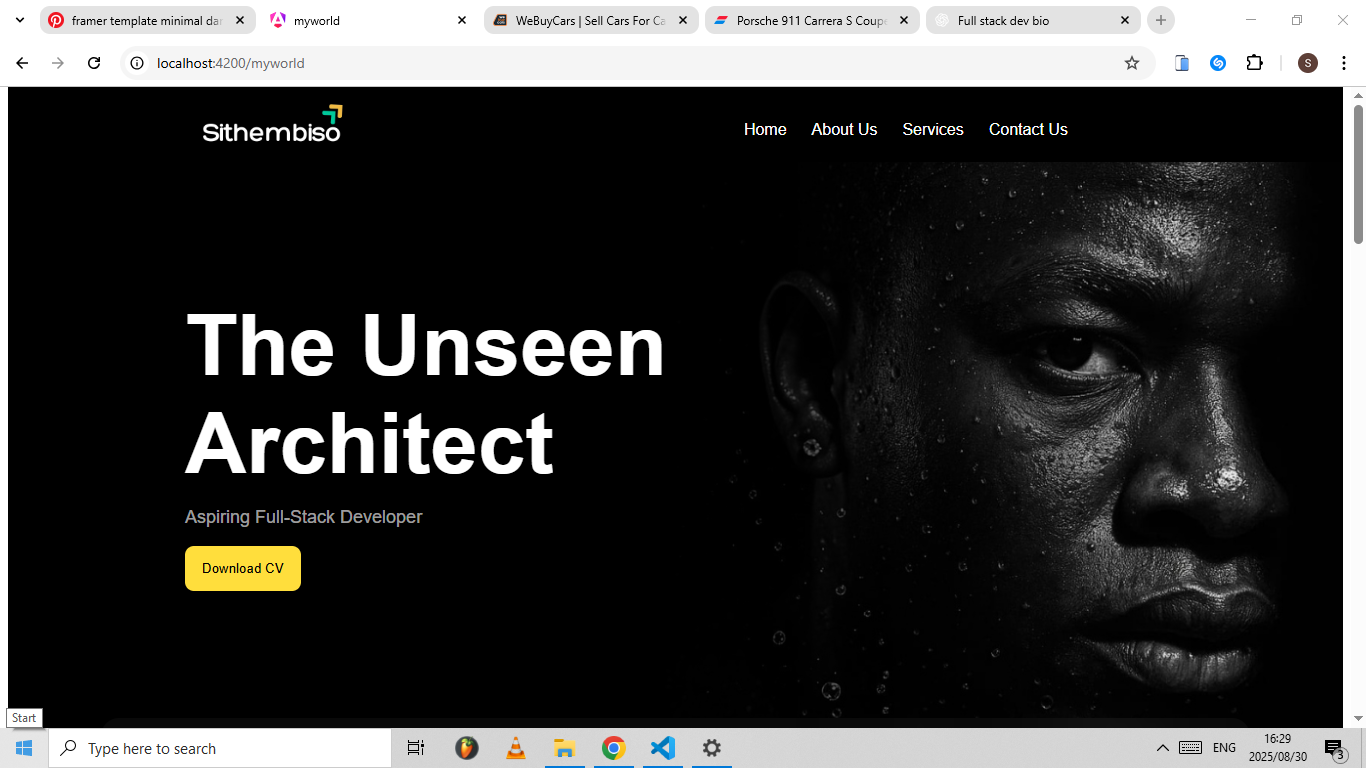 framer template minimal da
myworld
WeBuyCars | Sell Cars For Ca
Porsche 911 Carrera S Coup
Full stack dev bio
localhost:4200/myworld
S
Sithembiso
Home About Us Services Contact Us
The Unseen
Architect
Aspiring Full-Stack Developer
Download CV
Start
Type here to search
ENG
16:29
2025/08/30
3